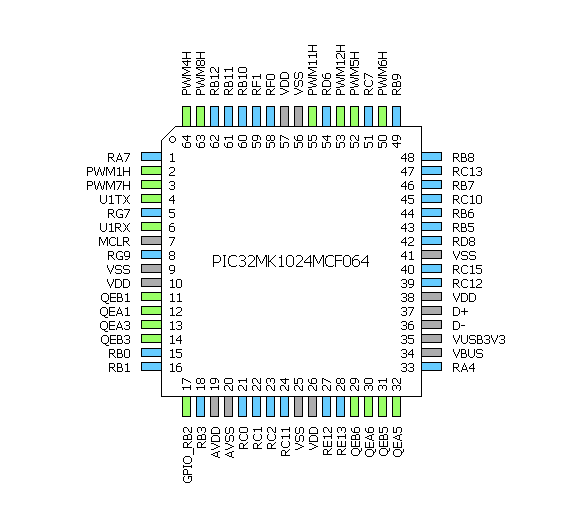 PWM4H
PWM8H
RB12
RB11
RB10
RF1
RF0
VDD
VSS
PWM11H
RD6
PWM12H
PWM5H
RC7
PWM6H
RB9
64 63 62 61 60 59 58 57 56 55 54 53 52 51 50 49
RA7 1
PWM1H 2
PWM7H 3
U1TX 4
RG7 5
U1RX 6
MCLR 7
RG9 8
VSS 9
VDD 10
QEB1 11
QEA1 12
QEA3 13
QEB3 14
RB0 15
RB1 16
PIC32MK1024MCF064
48 RB8
47 RC13
46 RB7
45 RC10
44 RB6
43 RB5
42 RD8
41 VSS
40 RC15
39 RC12
38 VDD
37 D+
36 D-
35 VUSB3V3
34 VBUS
33 RA4
17 18 19 20 21 22 23 24 25 26 27 28 29 30 31 32
GPIO_RB2
RB3
AVDD
AVSS
RC0
RC1
RC2
RC11
VSS
VDD
RE12
RE13
QEB6
QEA6
QEB5
QEA5